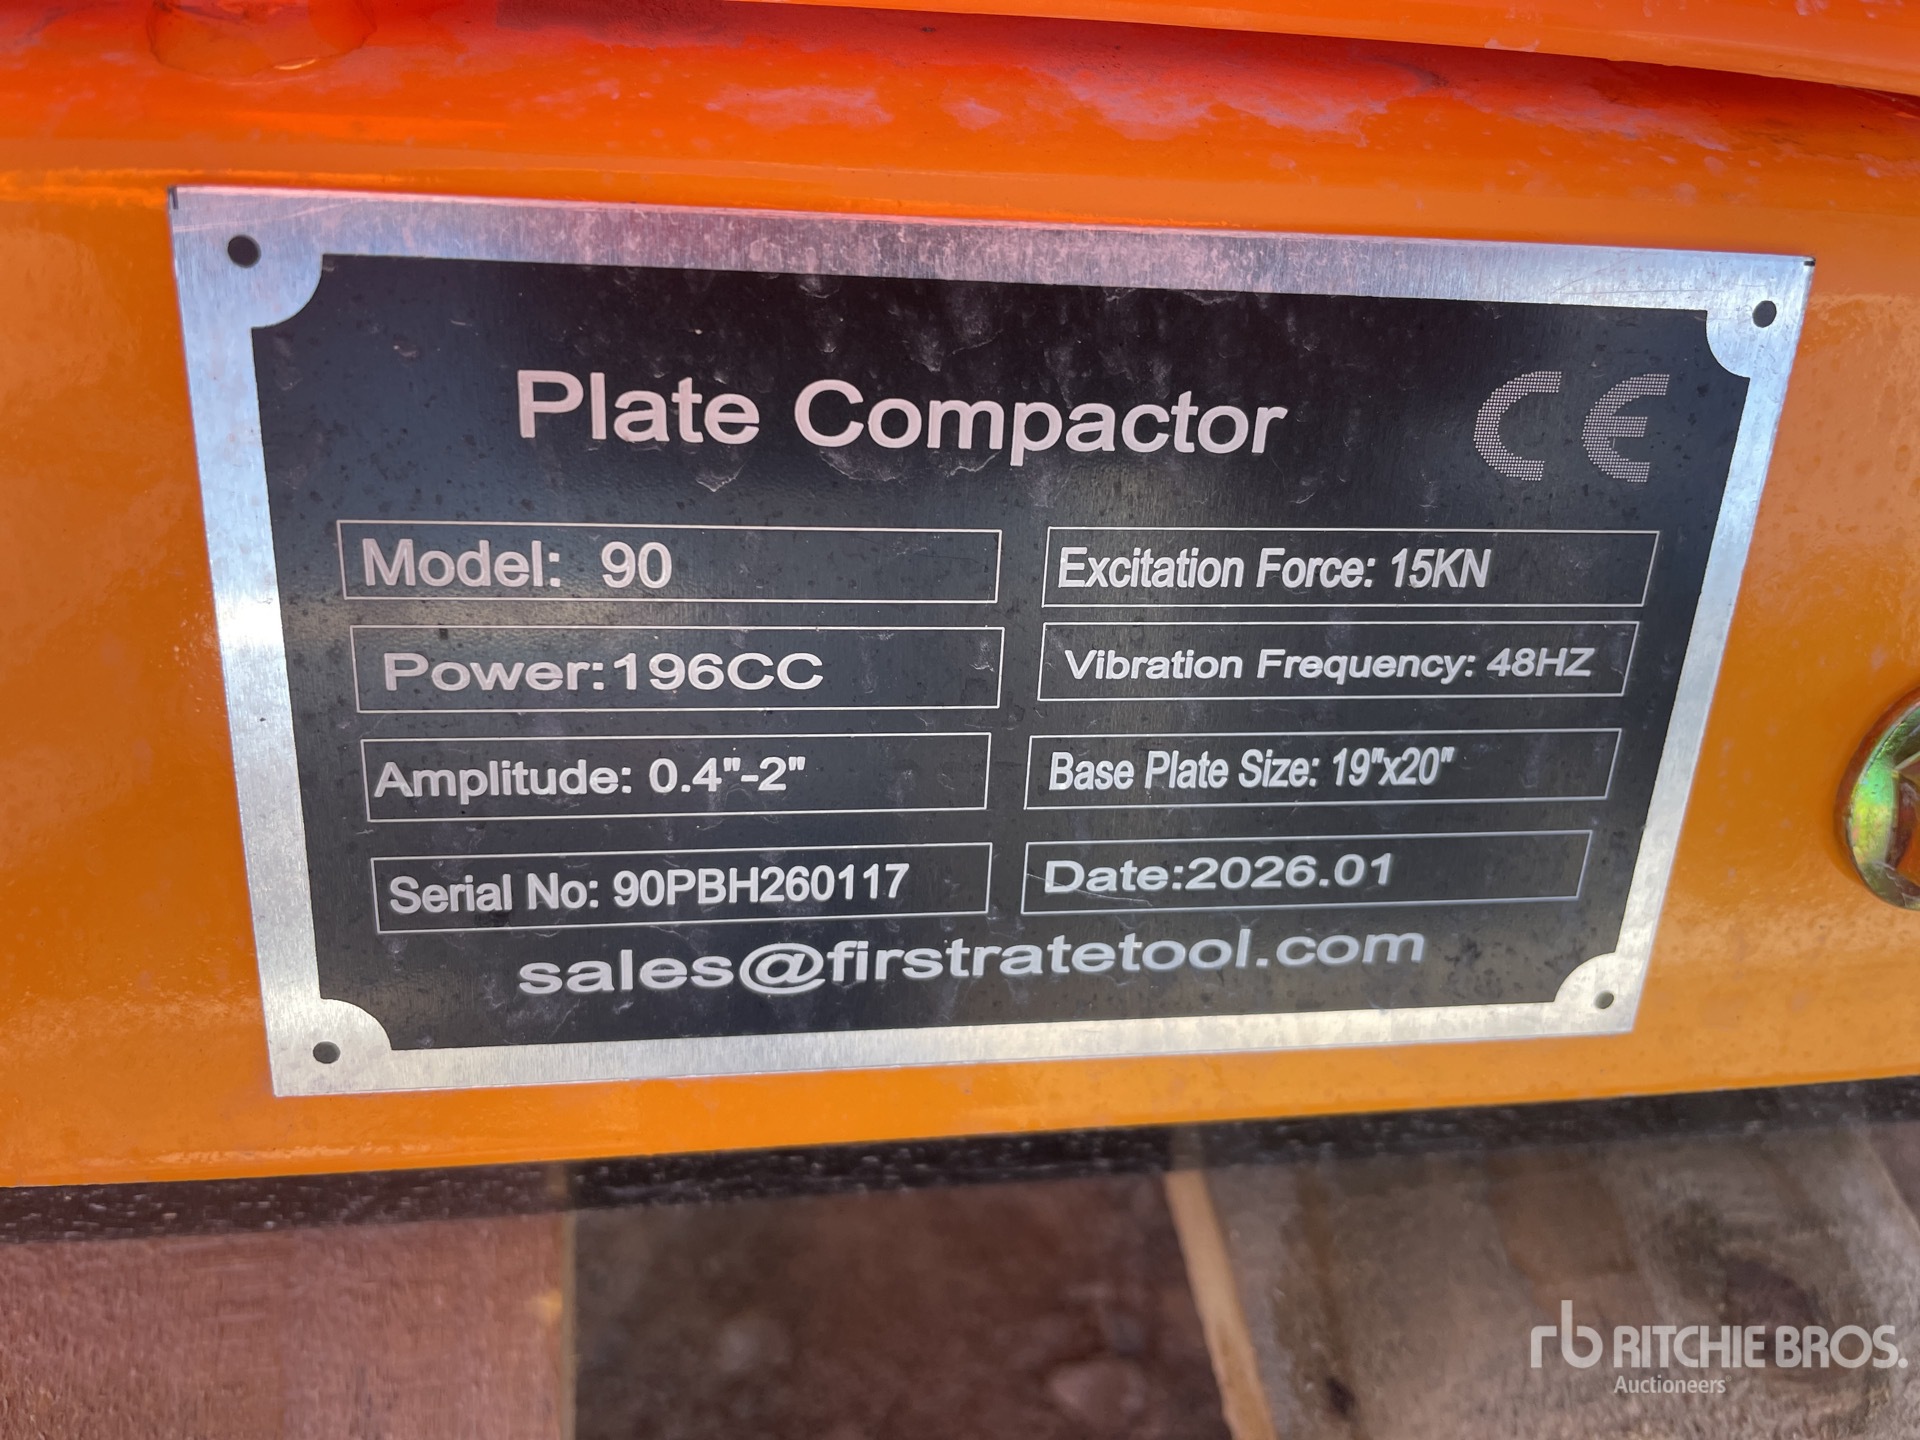 Plate Compactor CE
Model: 90
Excitation Force: 15KN
Power:196CC
Vibration Frequency: 48HZ
Amplitude: 0.4"-2"
Base Plate Size: 19"x20"
Serial No: 90PBH260117
Date:2026.01
sales@firstratetool.com
rb RITCHIE BROS.
Auctioneers